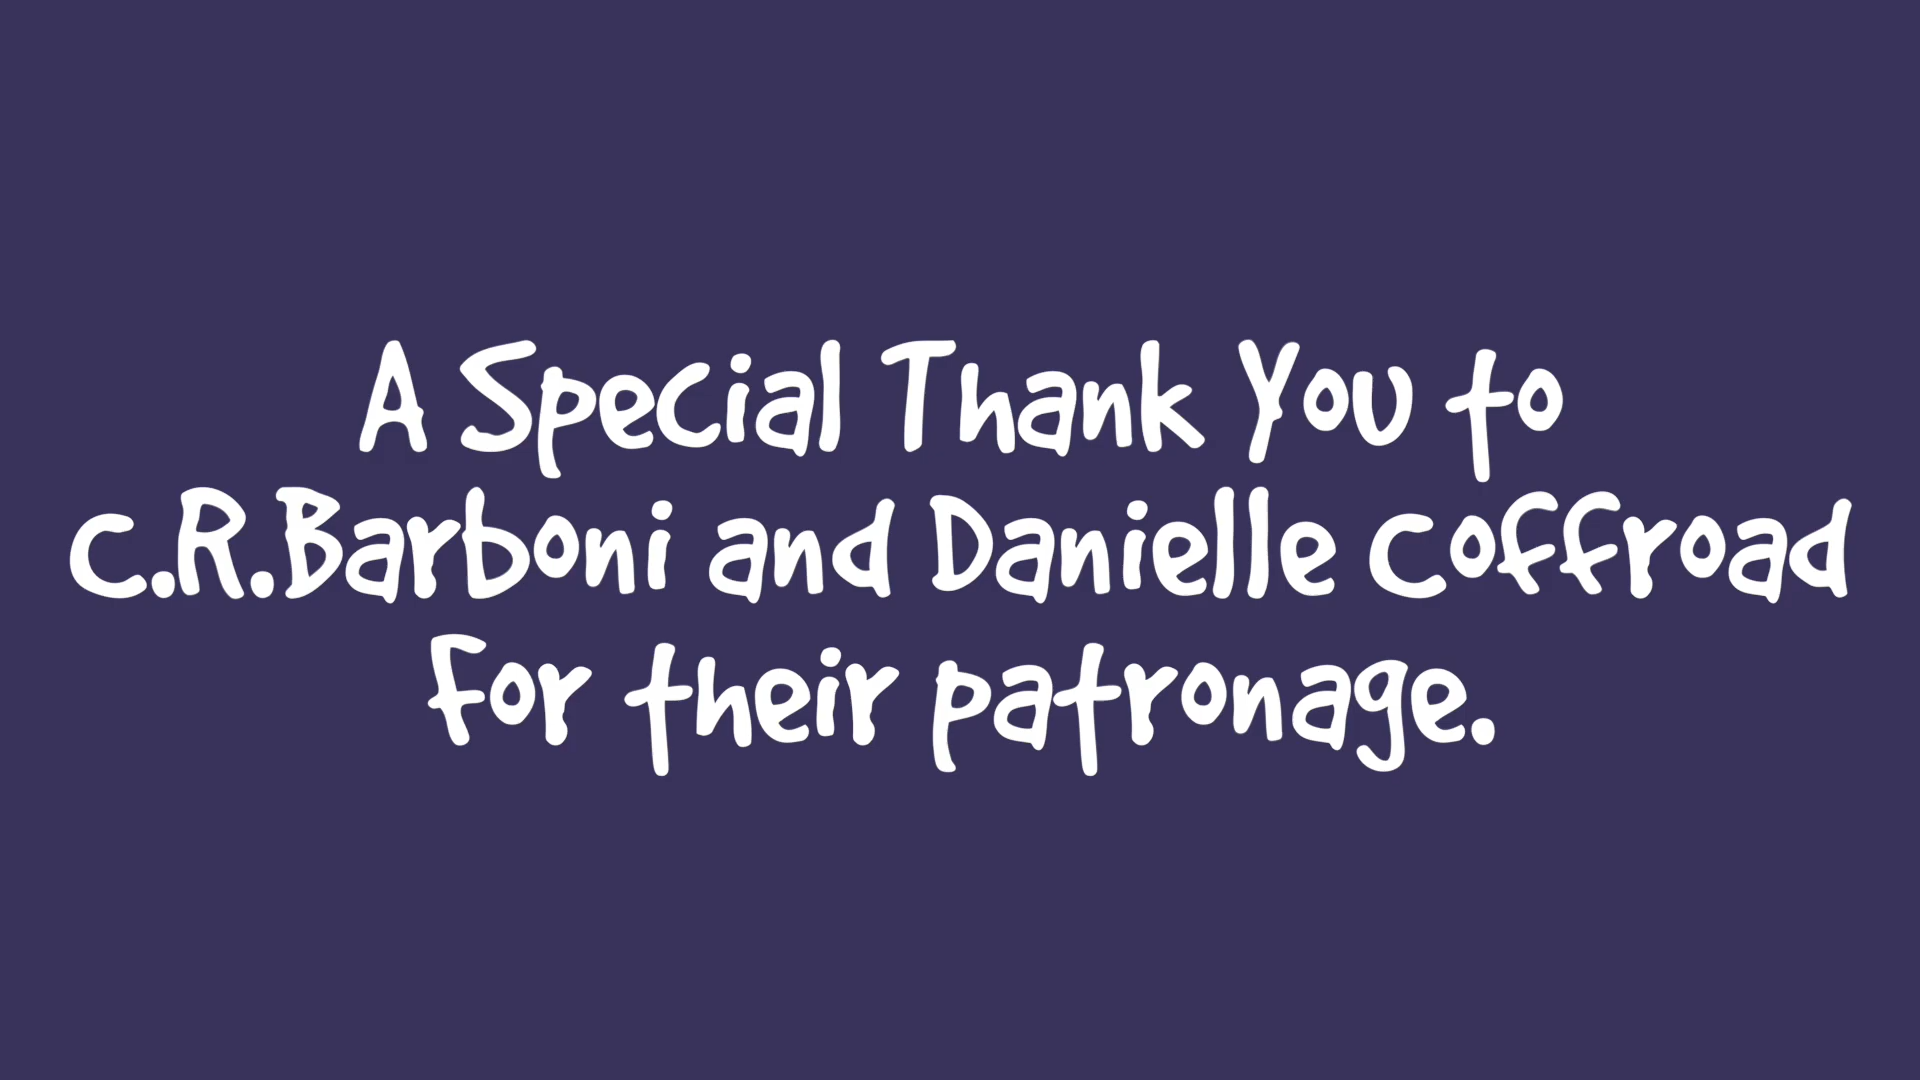 A Special Thank You to
C.R.Barboni and Danielle Coffroad
for their patronage.